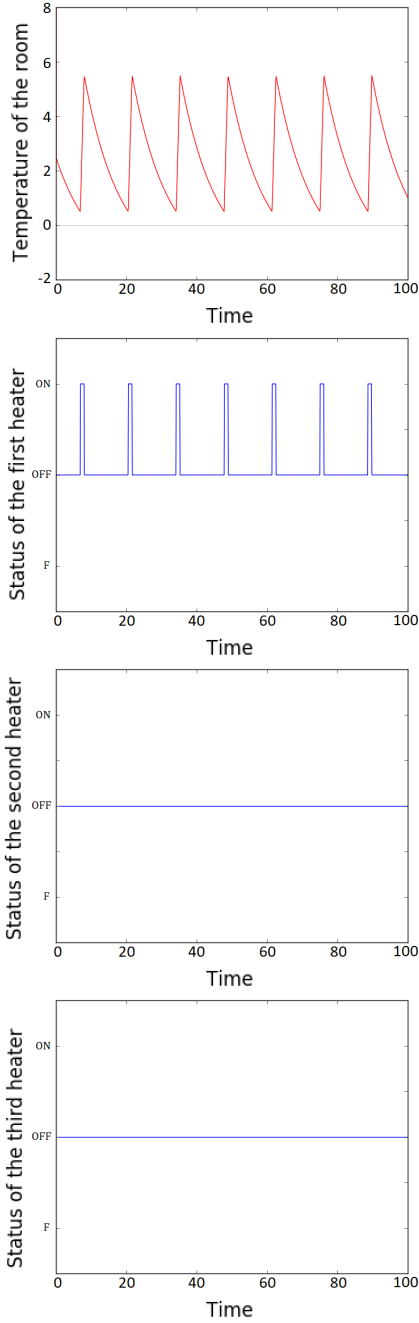 Temperature of the room
8
6
4
2
0
-2
0 20 40 60 80 100
Time
Status of the first heater
ON
OFF
F
0 20 40 60 80 100
Time
Status of the second heater
ON
OFF
F
0 20 40 60 80 100
Time
Status of the third heater
ON
OFF
F
0 20 40 60 80 100
Time